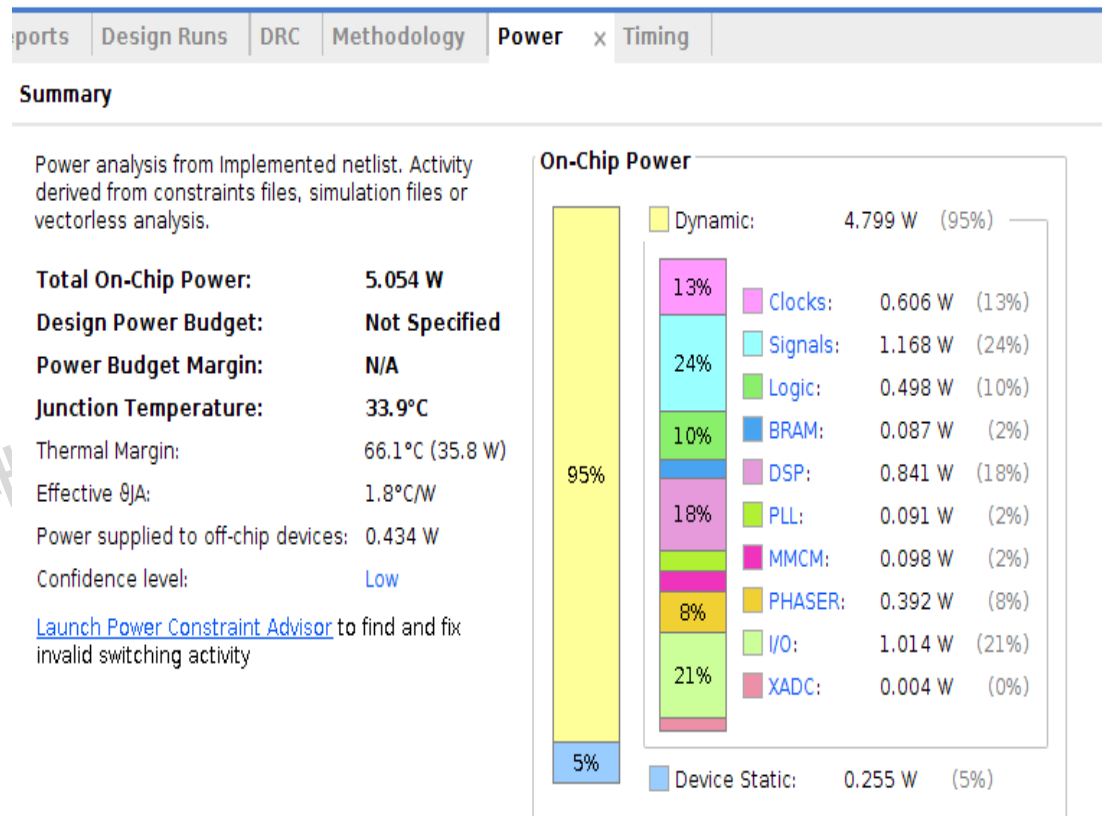 ports Design Runs DRC Methodology Power x Timing
Summary
Power analysis from Implemented netlist. Activity
derived from constraints files, simulation files or
vectorless analysis.
Total On-Chip Power: 5.054 W
Design Power Budget: Not Specified
Power Budget Margin: N/A
Junction Temperature: 33.9°C
Thermal Margin: 66.1°C (35.8 W)
Effective ϑJA: 1.8°C/W
Power supplied to off-chip devices: 0.434 W
Confidence level: Low
Launch Power Constraint Advisor to find and fix
invalid switching activity
On-Chip Power
95%
5%
Dynamic: 4.799 W (95%)
13%
24%
10%
18%
8%
21%
Clocks: 0.606 W (13%)
Signals: 1.168 W (24%)
Logic: 0.498 W (10%)
BRAM: 0.087 W (2%)
DSP: 0.841 W (18%)
PLL: 0.091 W (2%)
MMCM: 0.098 W (2%)
PHASER: 0.392 W (8%)
I/O: 1.014 W (21%)
XADC: 0.004 W (0%)
Device Static: 0.255 W (5%)